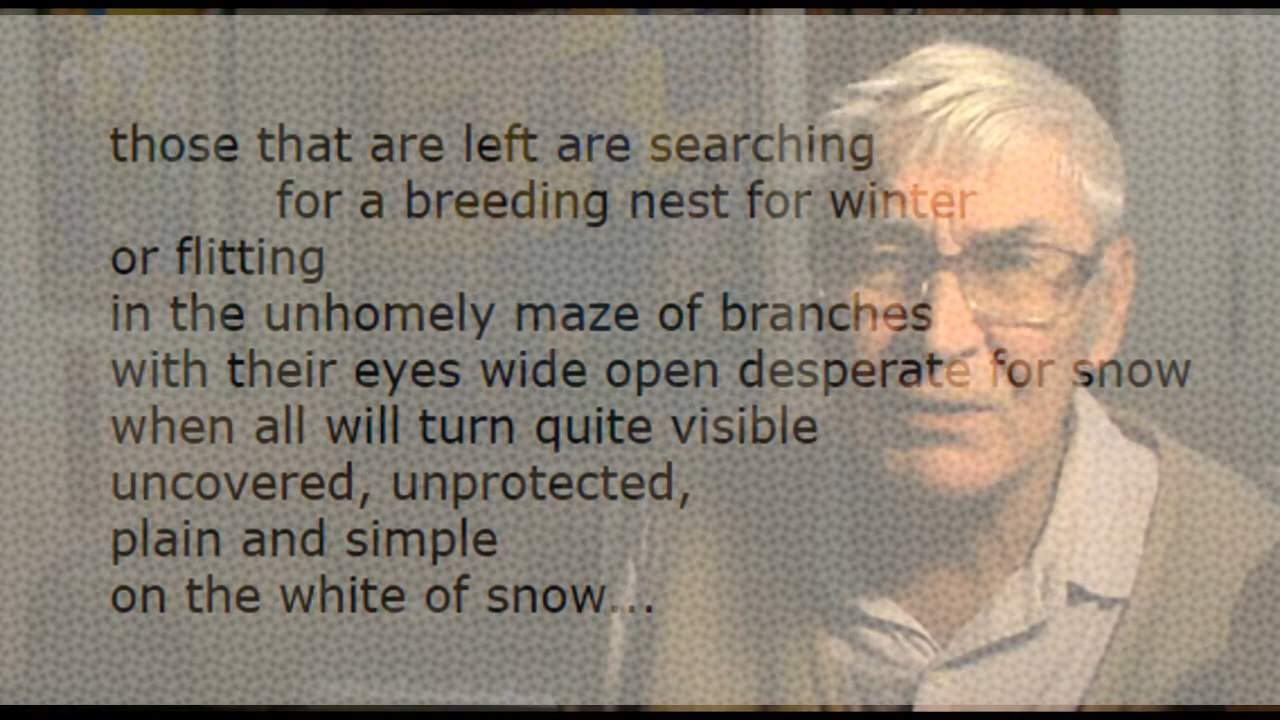 those that are left are searching
for a breeding nest for winter
or flitting
in the unhomely maze of branches
with their eyes wide open desperate for snow
when all will turn quite visible
uncovered, unprotected,
plain and simple
on the white of snow...